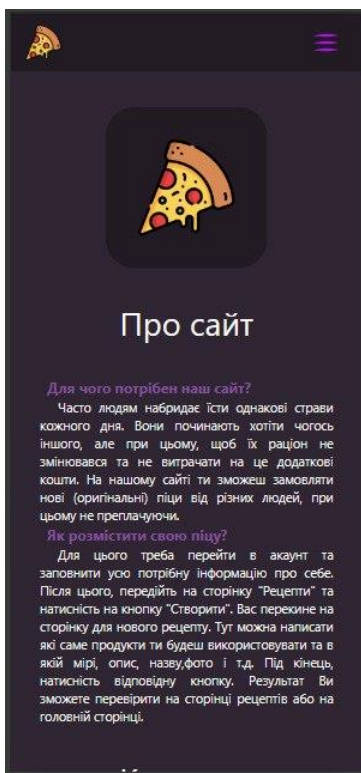 Про сайт
Для чого потрібен наш сайт?
Часто людям набридає їсти однакові страви
кожного дня. Вони починають хотіти чогось
іншого, але при цьому, щоб їх раціон не
змінювався та не витрачати на це додаткові
кошти. На нашому сайті ти зможеш замовляти
нові (оригінальні) піци від різних людей, при
цьому не преплачуючи.
Як розмістити свою піцу?
Для цього треба перейти в акаунт та
заповнити усю потрібну інформацію про себе.
Після цього, передійть на сторінку "Рецепти" та
натисність на кнопку "Створити". Вас перекине на
сторінку для нового рецепту. Тут можна написати
які саме продукти ти будеш використовувати та в
якій мірі, опис, назву,фото і т.д. Під кінець,
натисність відповідну кнопку. Результат Ви
зможете перевірити на сторінці рецептів або на
головній сторінці.